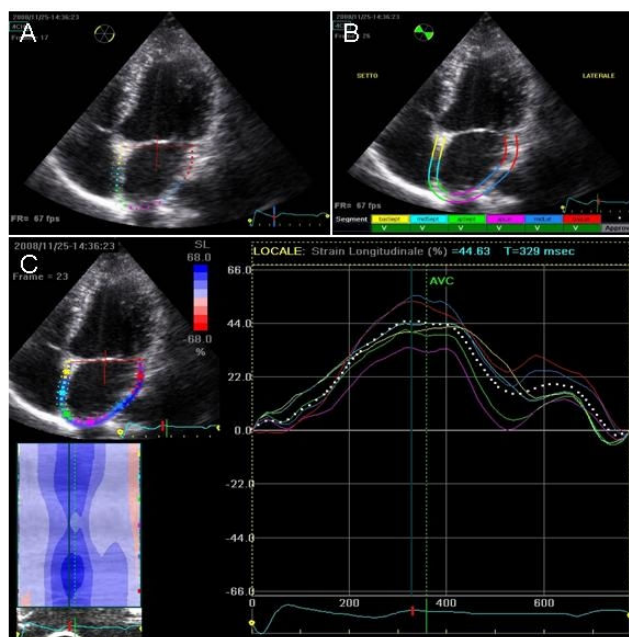 2008/11/25-14:36:23
A
4CH
FR= 67 fps
2008/11/25-14:36:23
B
4CH
SETTO
LATERALE
FR= 67 fps
Segment
V V V V V V
2008/11/25-14:36:23
C
Frame = 23
SL
68.0
-68.0
%
LOCALE: Strain Longitudinale (%) =44.63 T=329 msec
AVC
66.0
44.0
22.0
0.0
-22.0
-44.0
-66.0
0 200 400 600